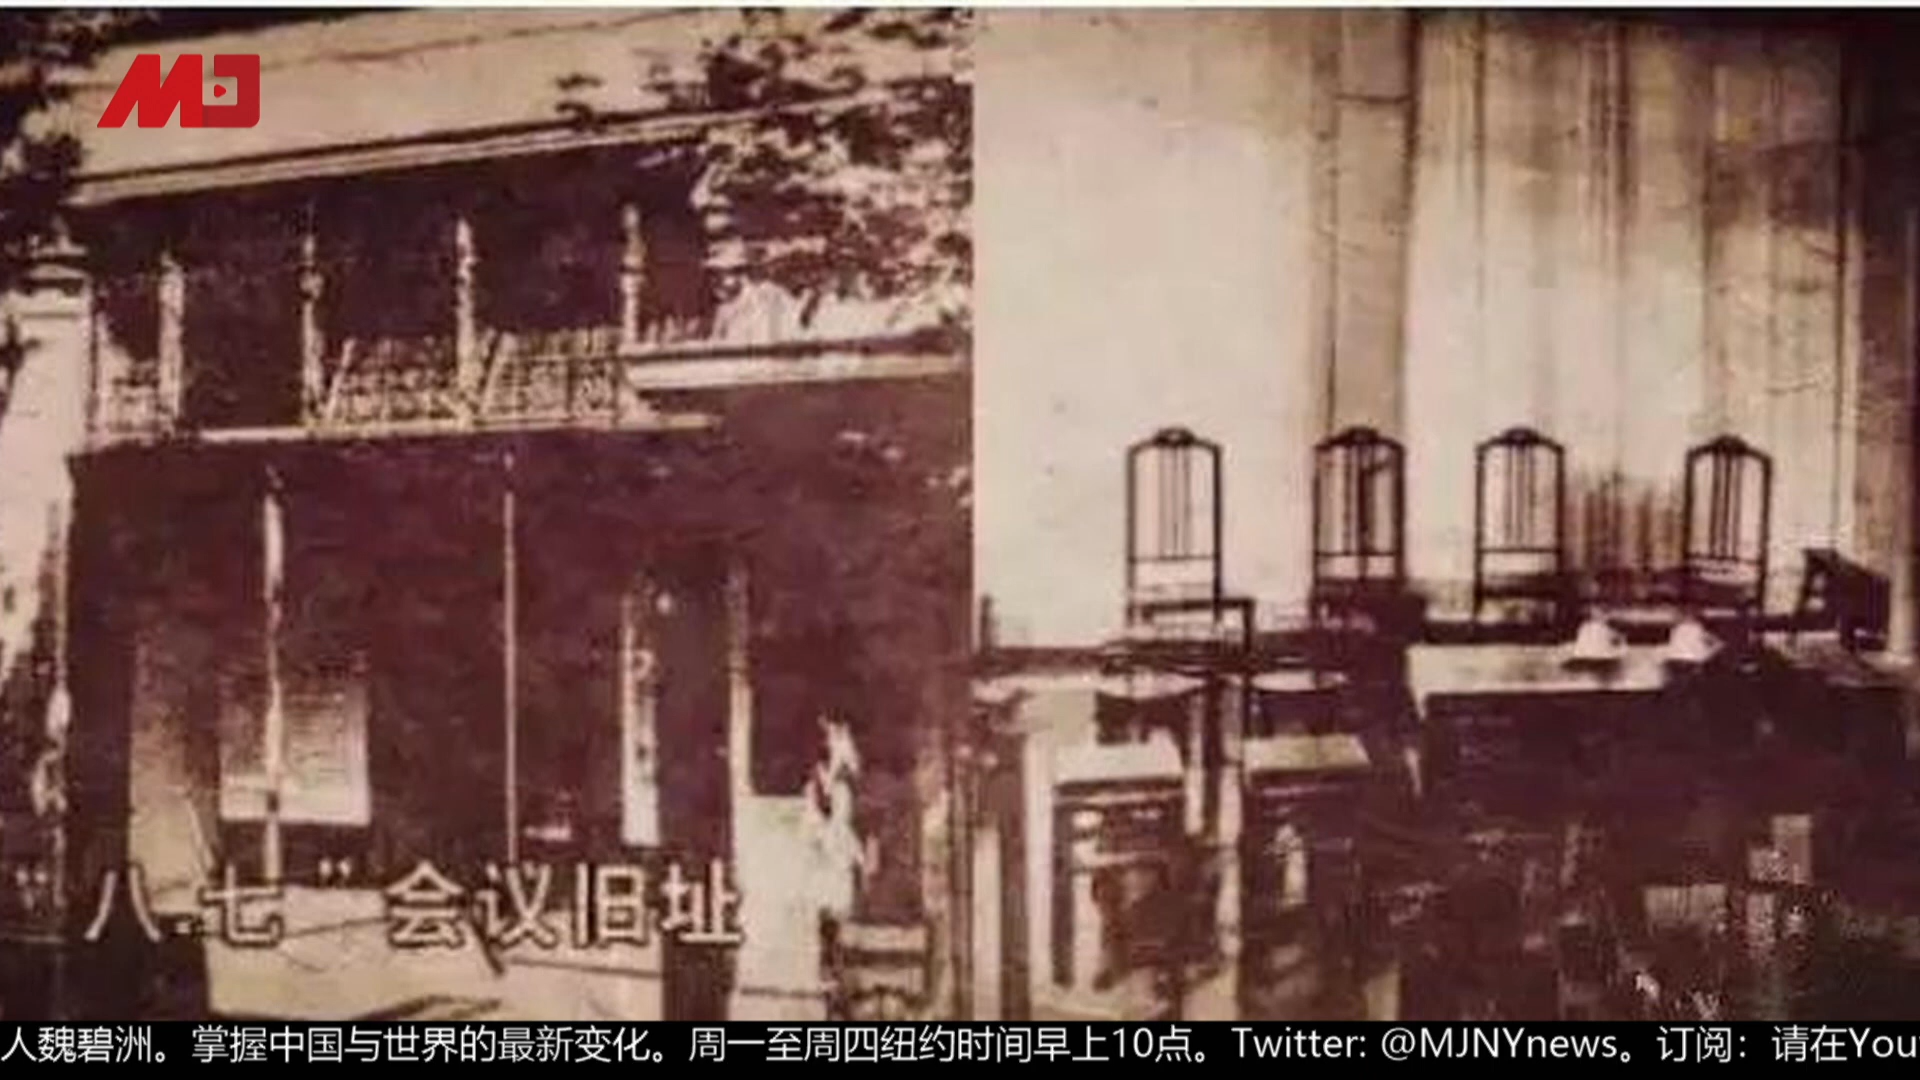 MJ
“八·七”会议旧址
人魏碧洲。掌握中国与世界的最新变化。周一至周四纽约时间早上10点。Twitter: @MJNYnews。订阅：请在You